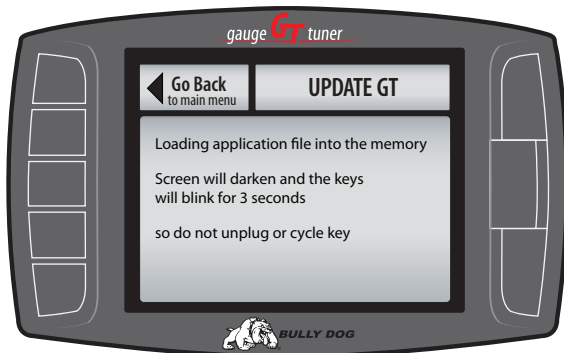 gauge GT tuner
Go Back
to main menu
UPDATE GT
Loading application file into the memory
Screen will darken and the keys
will blink for 3 seconds
so do not unplug or cycle key
BULLY DOG